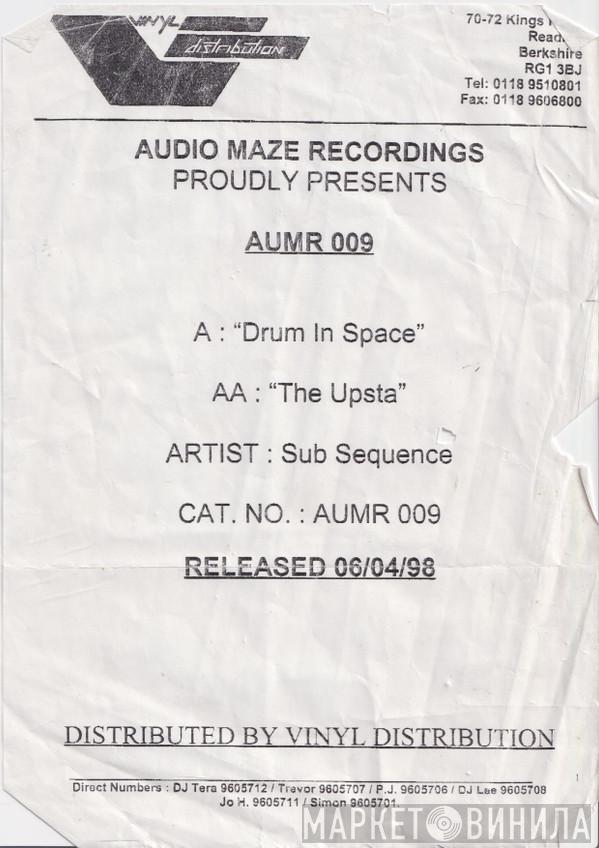 VINYL
distribution
70-72 Kings
Berkshire
RG1 3BJ
Tel: 0118 9510801
Fax: 0118 9606800
AUDIO MAZE RECORDINGS
PROUDLY PRESENTS
AUMR 009
A : “Drum In Space”
AA : “The Upsta”
ARTIST : Sub Sequence
CAT. NO. : AUMR 009
RELEASED 06/04/98
DISTRIBUTED BY VINYL DISTRIBUTION
Direct Numbers : DJ Tera 9605712 / Trevor 9605707 / P.J. 9605706 / DJ Lee 9605708
Jo H. 9605711 / Simon 9605701.
МАРКЕТ ВИНИЛА